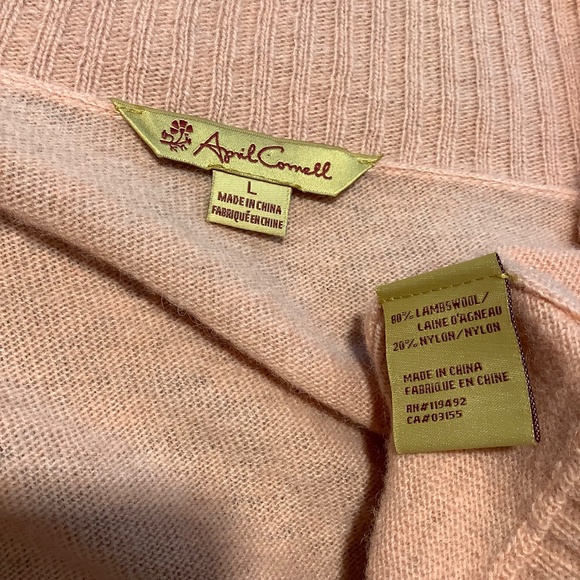 April Cornell
L
MADE IN CHINA
FABRIQUÉ EN CHINE
80% LAMBSWOOL/
LAINE D'AGNEAU
20% NYLON/NYLON
MADE IN CHINA
FABRIQUE EN CHINE
RN#119492
CA#03155